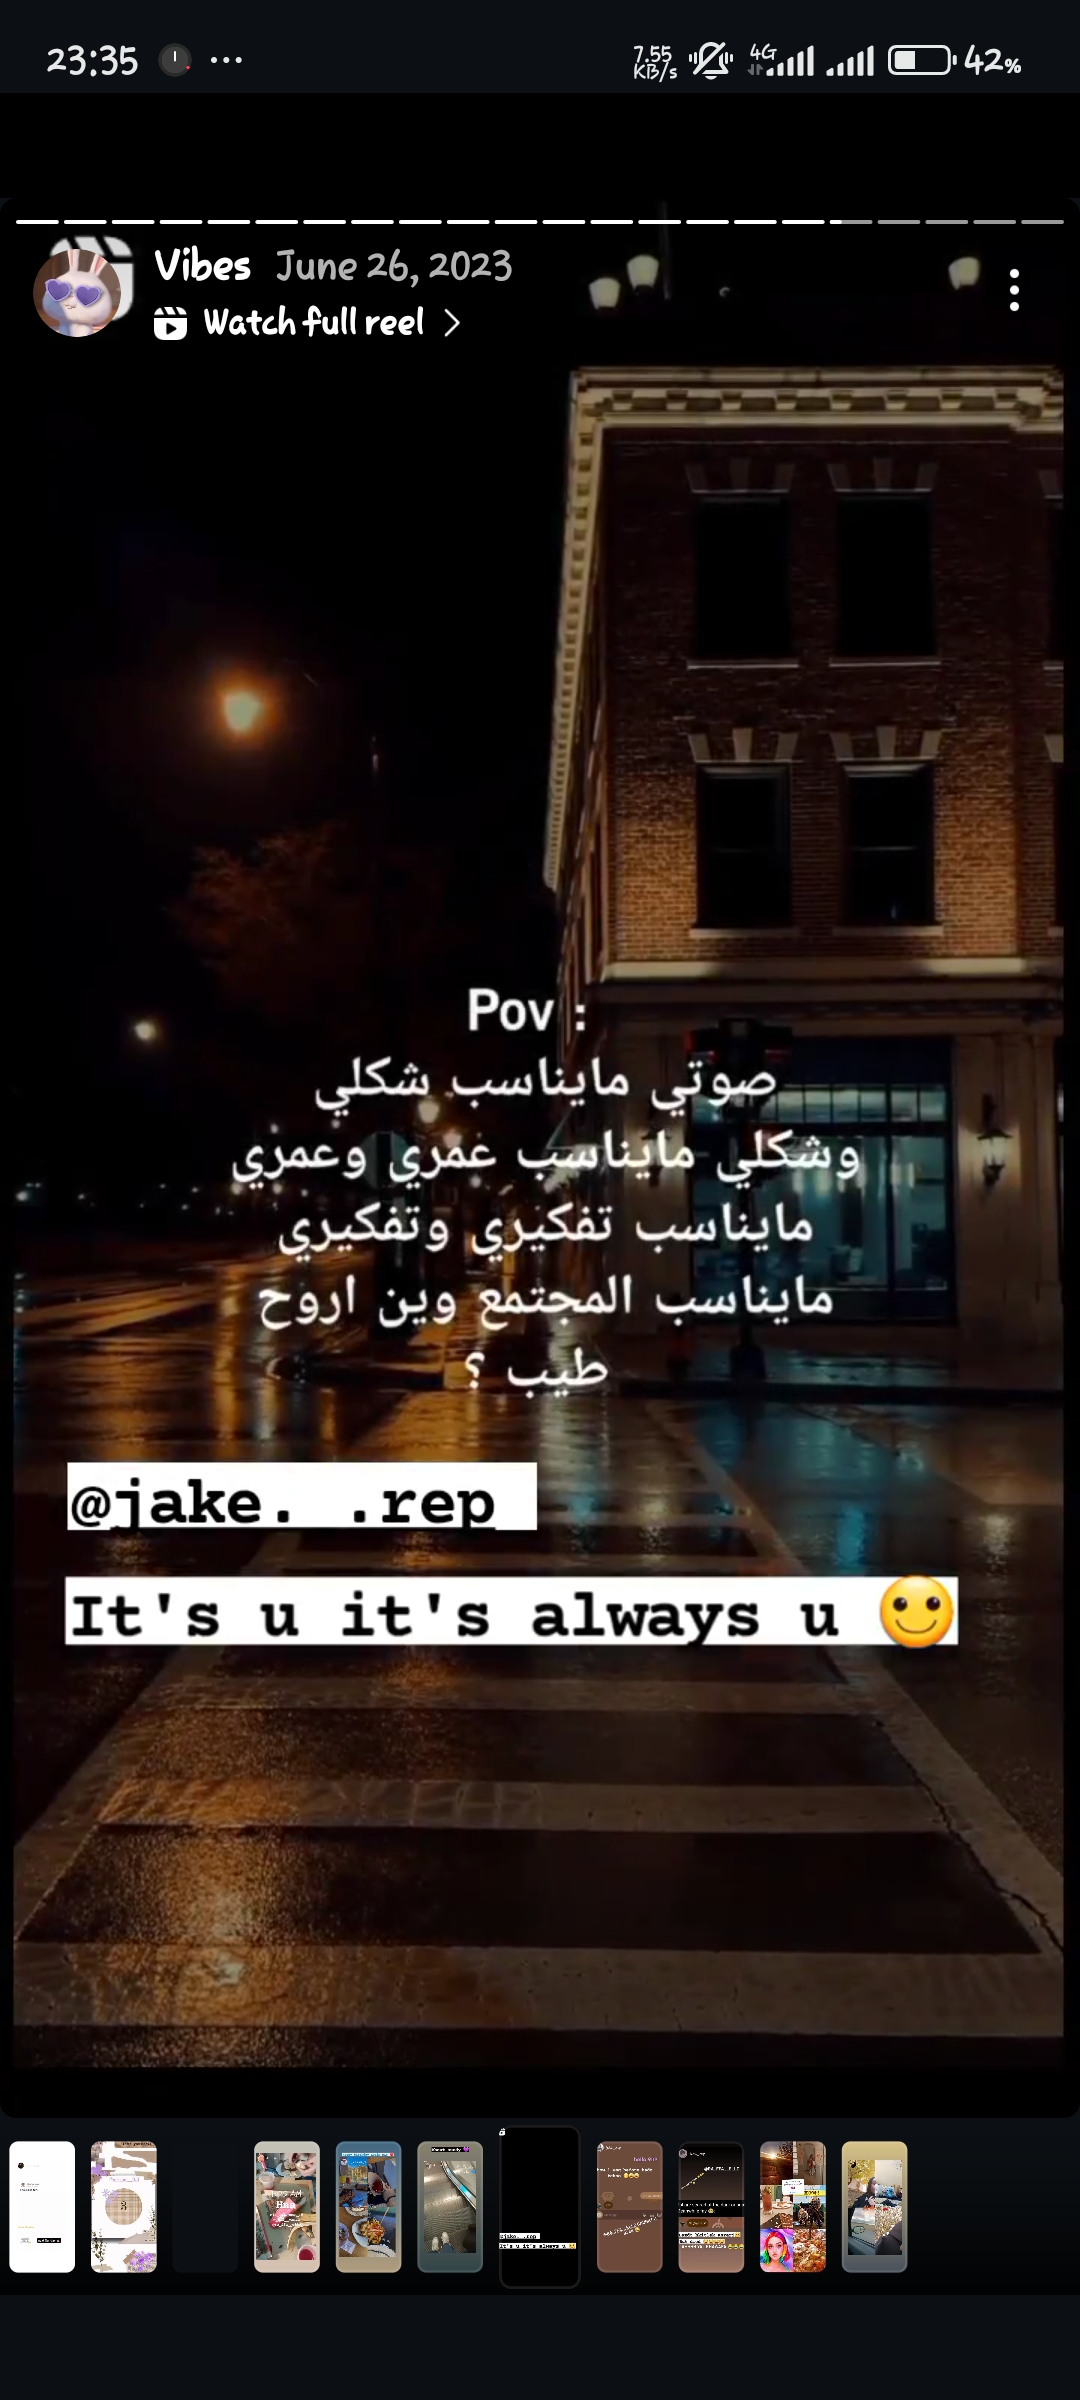 23:35
7.55
KB/s
4G
42%
Vibes June 26, 2023
Watch full reel
Pov :
صوتي مايناسب شكلي
وشكلي مايناسب عمري وعمري
مايناسب تفكيري وتفكيري
مايناسب المجتمع وين اروح
طيب ؟
@jake. .rep
It's u it's always u 🙂